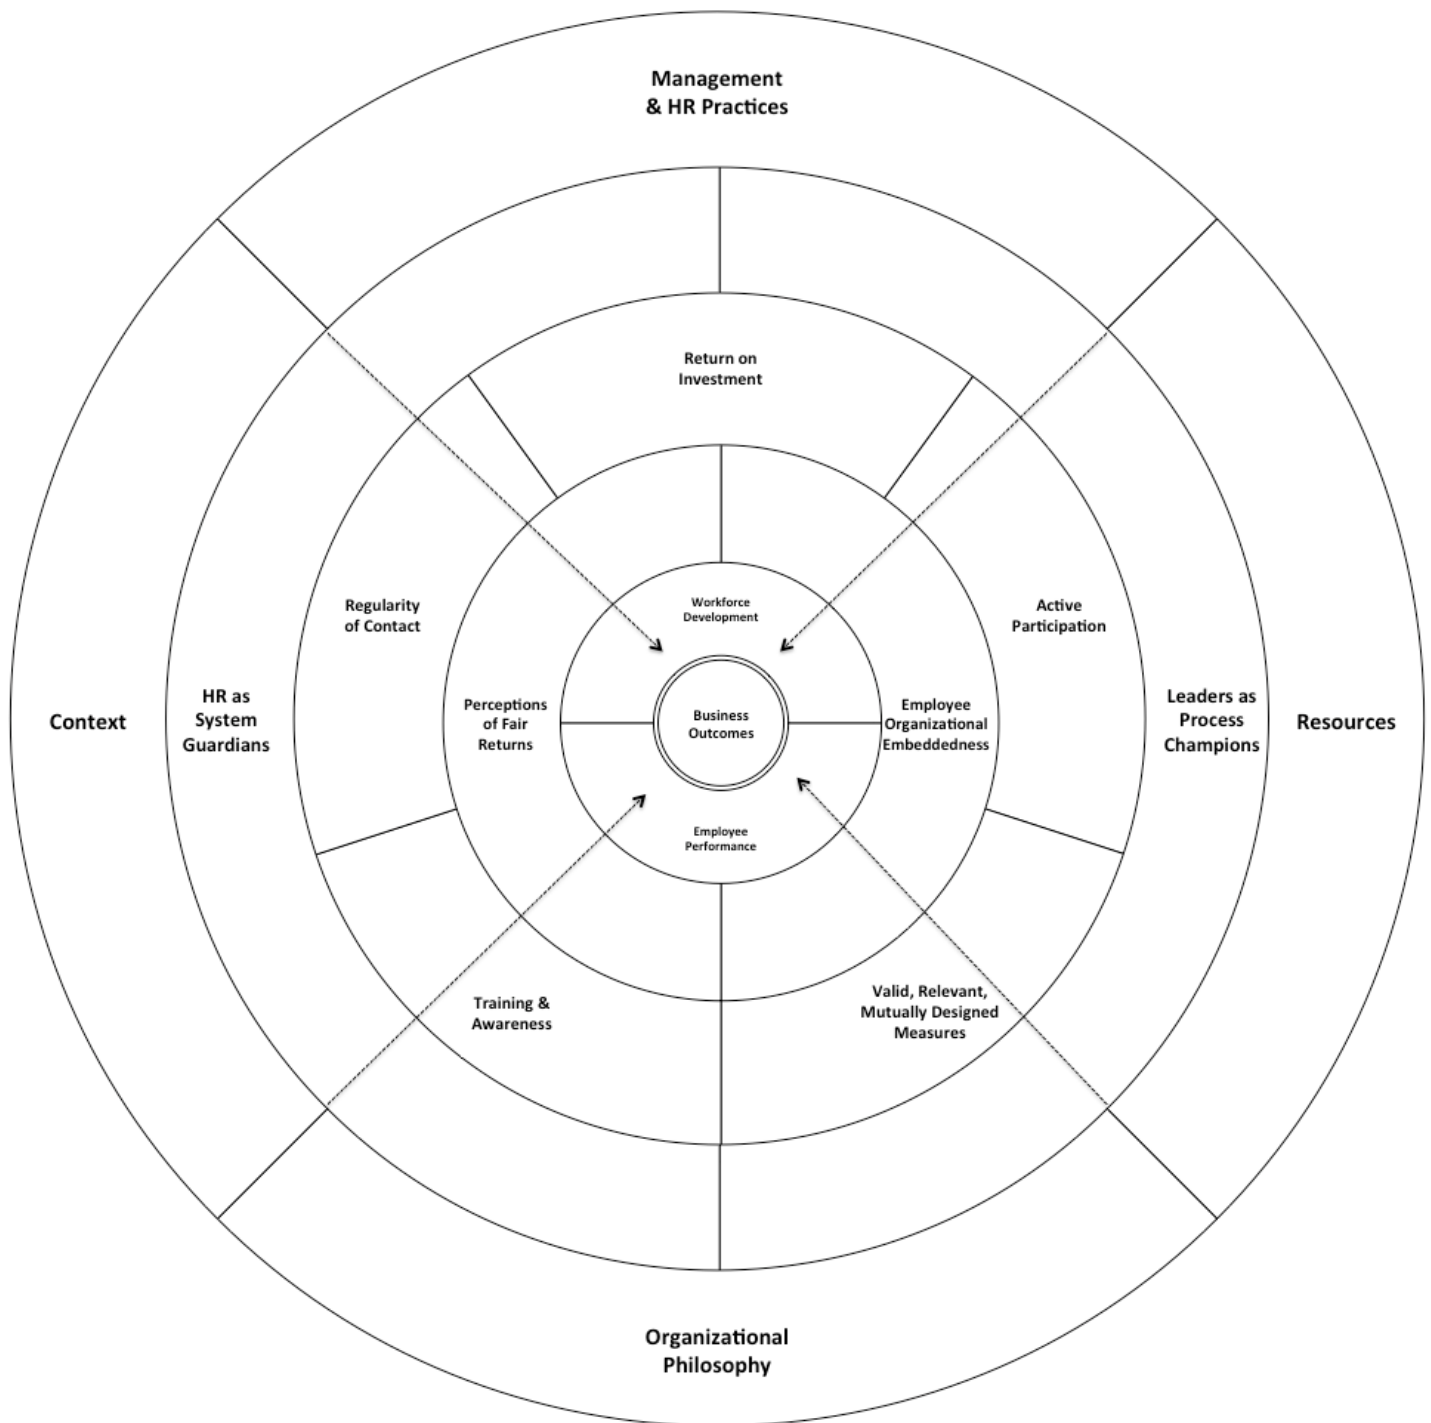 Management
& HR Practices
Return on
Investment
Workforce
Development
Regularity
of Contact
Active
Participation
Context
HR as
System
Guardians
Perceptions
of Fair
Returns
Business
Outcomes
Employee
Organizational
Embeddedness
Leaders as
Process
Champions
Resources
Employee
Performance
Training &
Awareness
Valid, Relevant,
Mutually Designed
Measures
Organizational
Philosophy